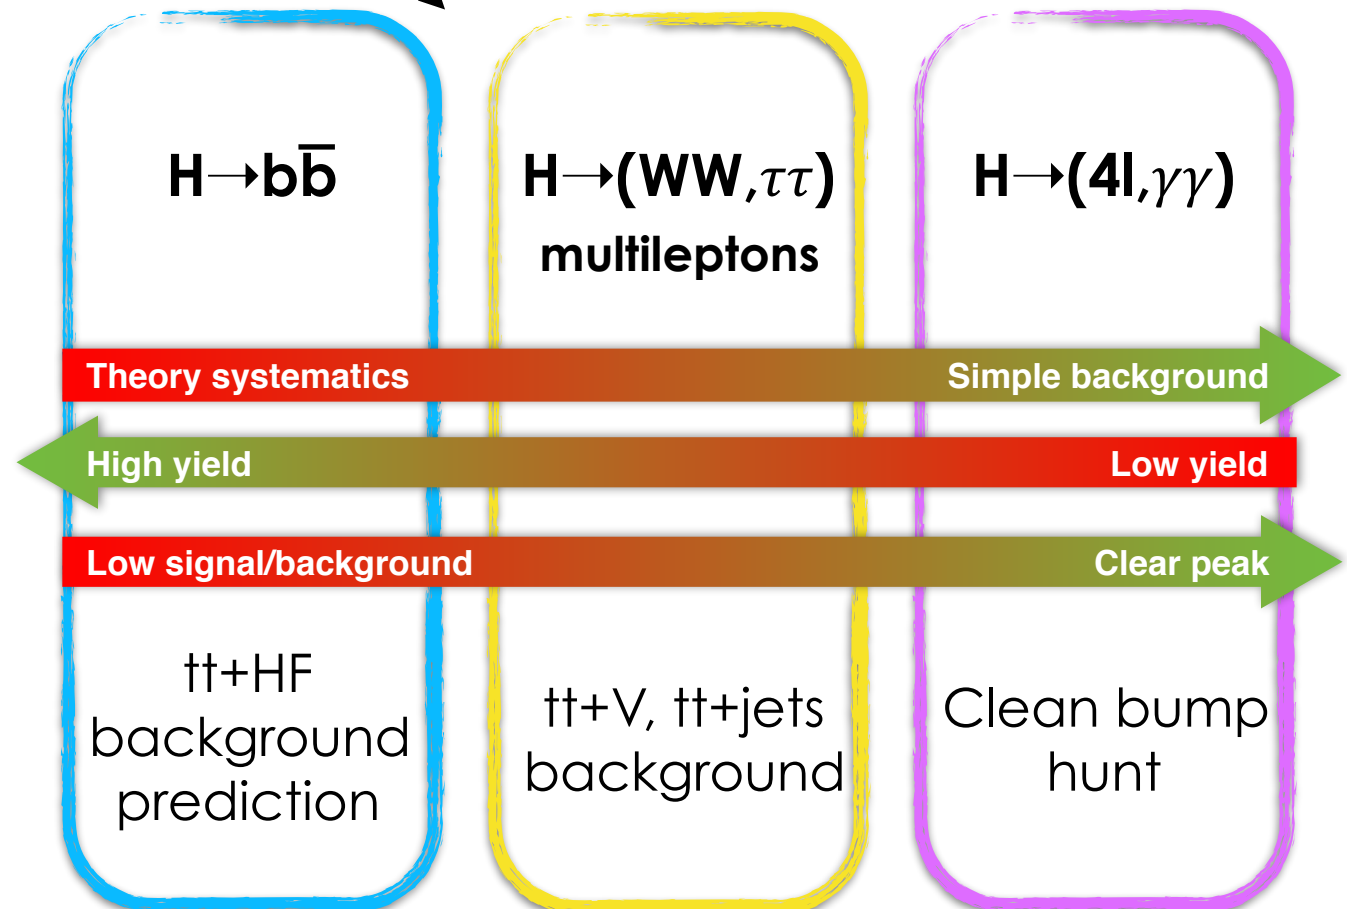 H→bb̅
H→(WW,ττ)
multileptons
H→(4l,γγ)
Theory systematics
Simple background
High yield
Low yield
Low signal/background
Clear peak
tt+HF
background
prediction
tt+V, tt+jets
background
Clean bump
hunt